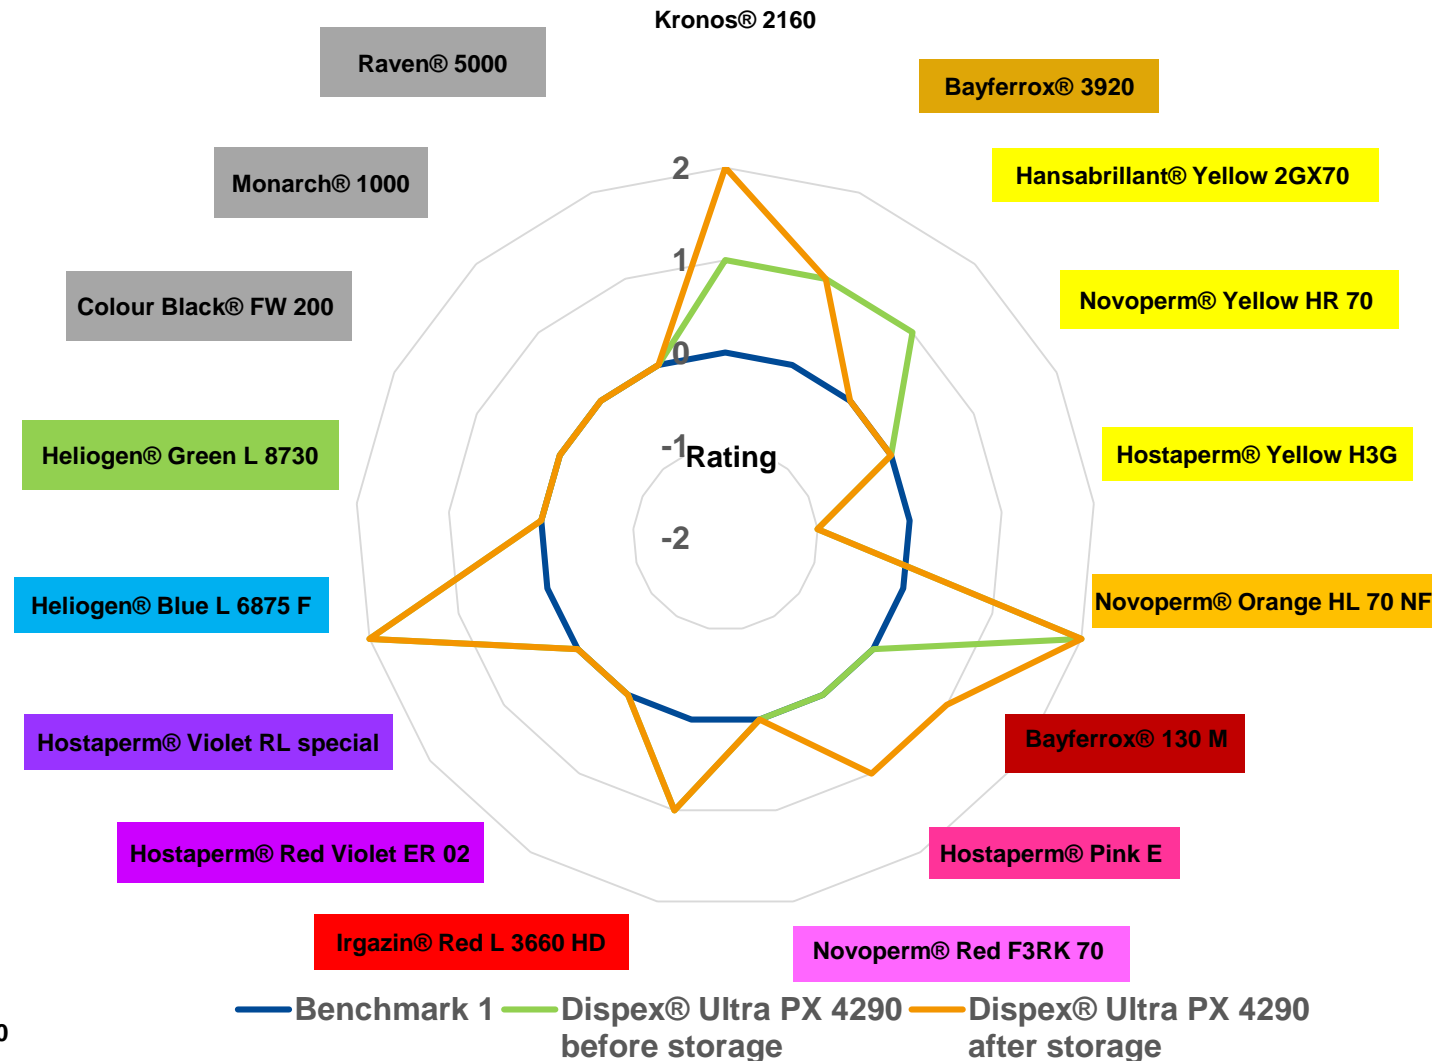 Kronos® 2160
Raven® 5000
Bayferrox® 3920
Monarch® 1000
Hansabrillant® Yellow 2GX70
Colour Black® FW 200
Novoperm® Yellow HR 70
Heliogen® Green L 8730
Hostaperm® Yellow H3G
Heliogen® Blue L 6875 F
Novoperm® Orange HL 70 NF
Hostaperm® Violet RL special
Bayferrox® 130 M
Hostaperm® Red Violet ER 02
Hostaperm® Pink E
Irgazin® Red L 3660 HD
Novoperm® Red F3RK 70
2
1
0
-1
Rating
-2
Benchmark 1
Dispex® Ultra PX 4290
before storage
Dispex® Ultra PX 4290
after storage
0